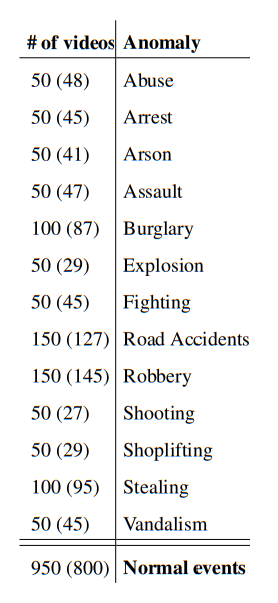 # of videos Anomaly
50 (48) Abuse
50 (45) Arrest
50 (41) Arson
50 (47) Assault
100 (87) Burglary
50 (29) Explosion
50 (45) Fighting
150 (127) Road Accidents
150 (145) Robbery
50 (27) Shooting
50 (29) Shoplifting
100 (95) Stealing
50 (45) Vandalism
950 (800) Normal events